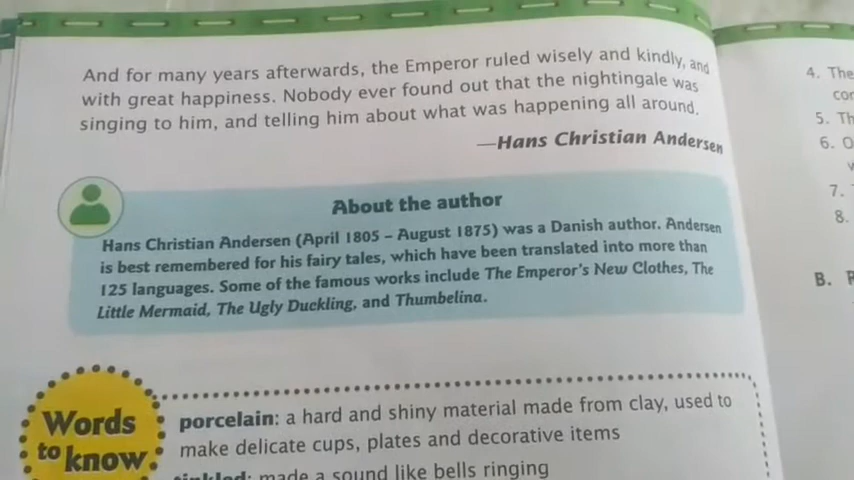 And for many years afterwards, the Emperor ruled wisely and kindly, and
with great happiness. Nobody ever found out that the nightingale was
singing to him, and telling him about what was happening all around.
—Hans Christian Andersen
About the author
Hans Christian Andersen (April 1805 – August 1875) was a Danish author. Andersen
is best remembered for his fairy tales, which have been translated into more than
125 languages. Some of the famous works include The Emperor's New Clothes, The
Little Mermaid, The Ugly Duckling, and Thumbelina.
Words
to know
porcelain: a hard and shiny material made from clay, used to
make delicate cups, plates and decorative items
tinkled: made a sound like bells ringing
4. The
5. Th
6. O
7.
8.
B.